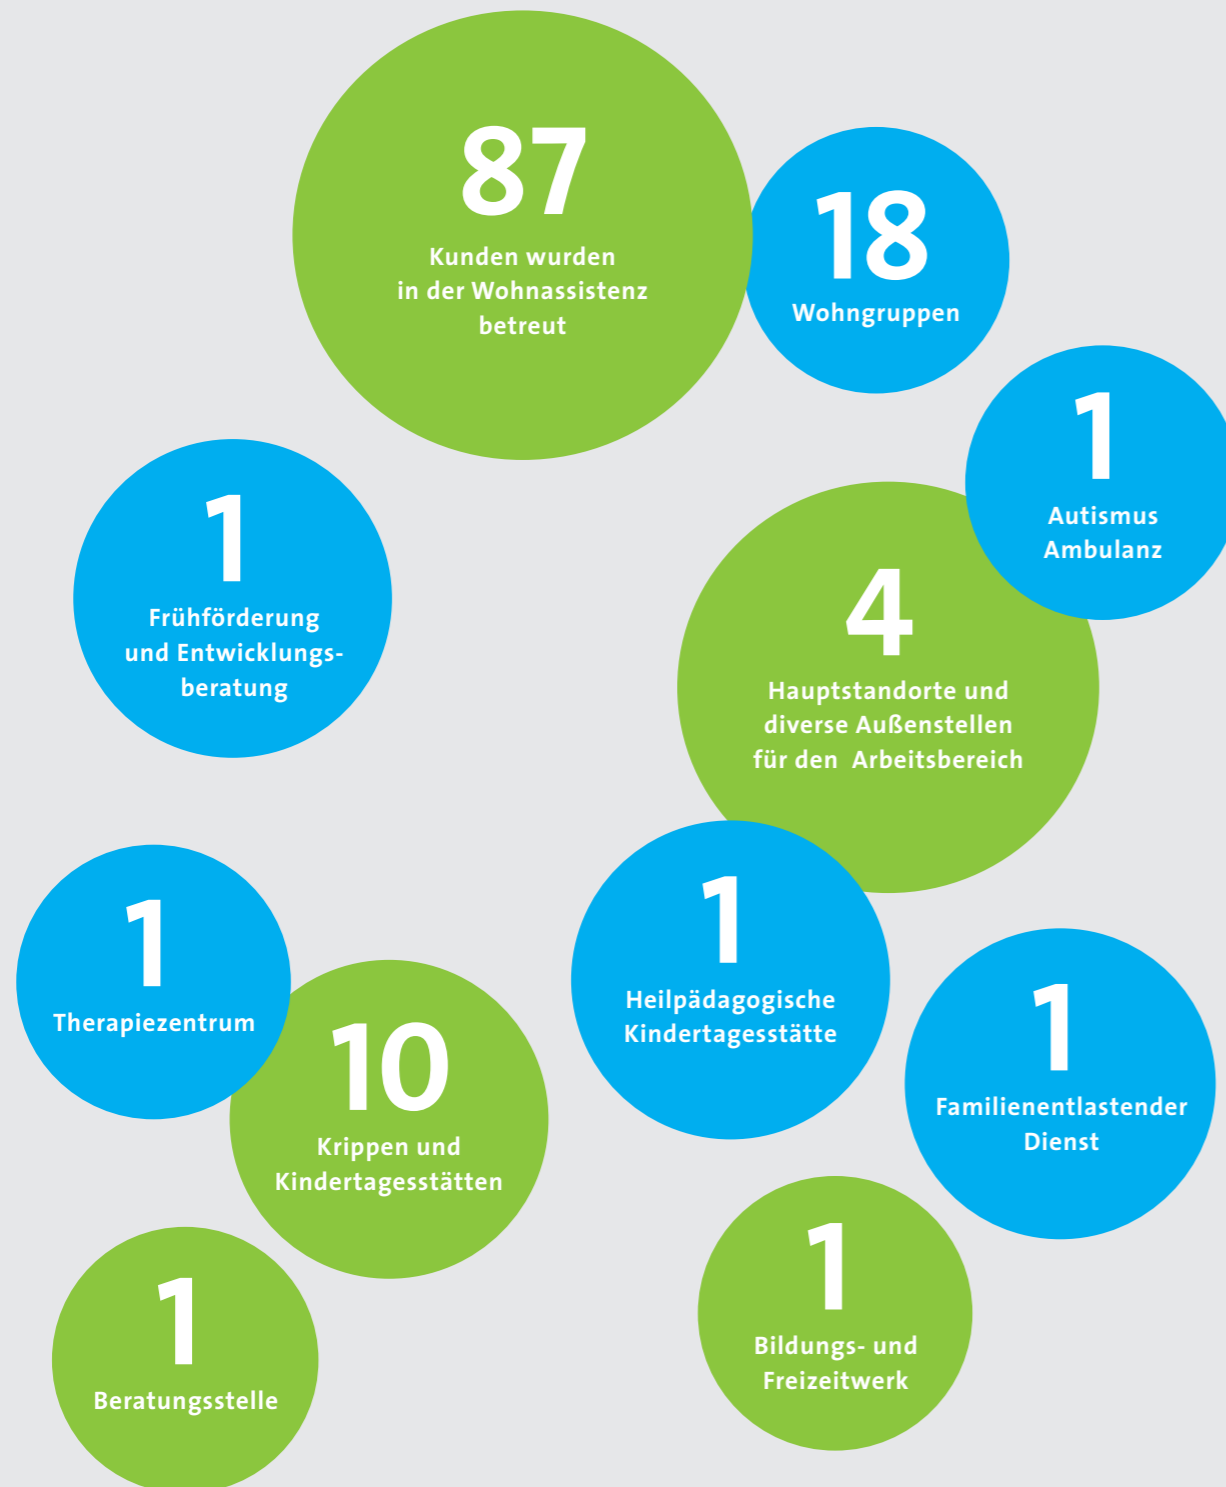 87
Kunden wurden
in der Wohnassistenz
betreut
18
Wohngruppen
1
Autismus
Ambulanz
1
Frühförderung
und Entwicklungs-
beratung
4
Hauptstandorte und
diverse Außenstellen
für den Arbeitsbereich
1
Therapiezentrum
10
Krippen und
Kindertagesstätten
1
Heilpädagogische
Kindertagesstätte
1
Familienentlastender
Dienst
1
Beratungsstelle
1
Bildungs- und
Freizeitwerk